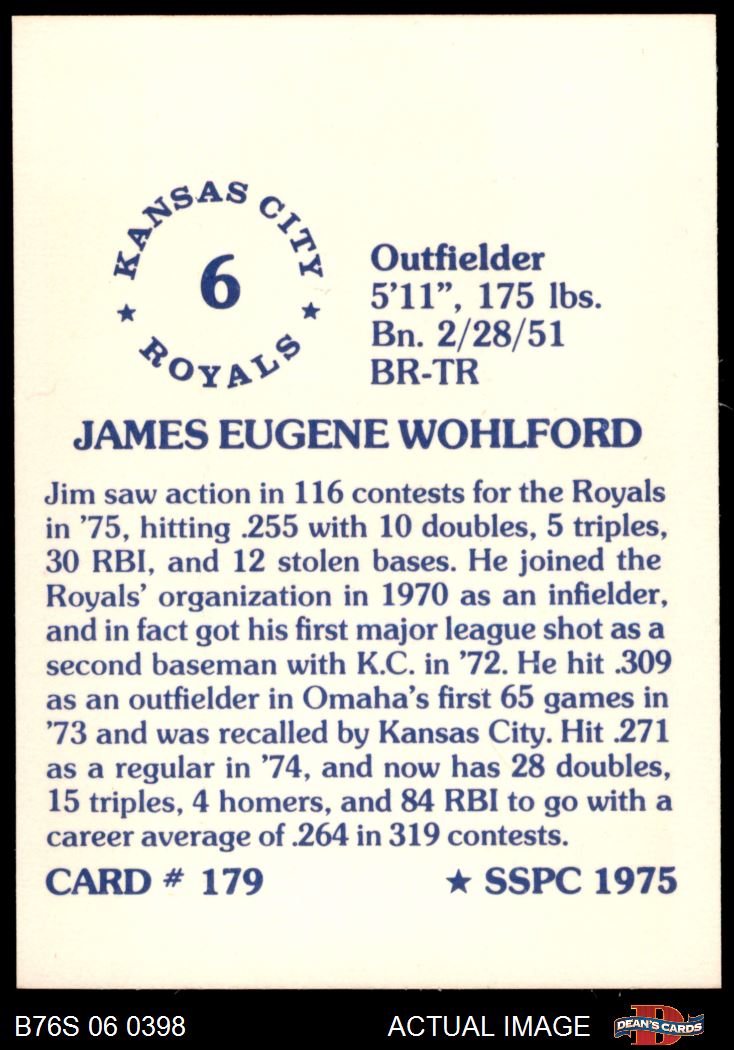 KANSAS CITY
6
★ ROYALS ★
Outfielder
5'11”, 175 lbs.
Bn. 2/28/51
BR-TR
JAMES EUGENE WOHLFORD
Jim saw action in 116 contests for the Royals
in '75, hitting .255 with 10 doubles, 5 triples,
30 RBI, and 12 stolen bases. He joined the
Royals' organization in 1970 as an infielder,
and in fact got his first major league shot as a
second baseman with K.C. in '72. He hit .309
as an outfielder in Omaha's first 65 games in
'73 and was recalled by Kansas City. Hit .271
as a regular in '74, and now has 28 doubles,
15 triples, 4 homers, and 84 RBI to go with a
career average of .264 in 319 contests.
CARD # 179 ★ SSPC 1975
B76S 06 0398 ACTUAL IMAGE D DEAN'S CARDS